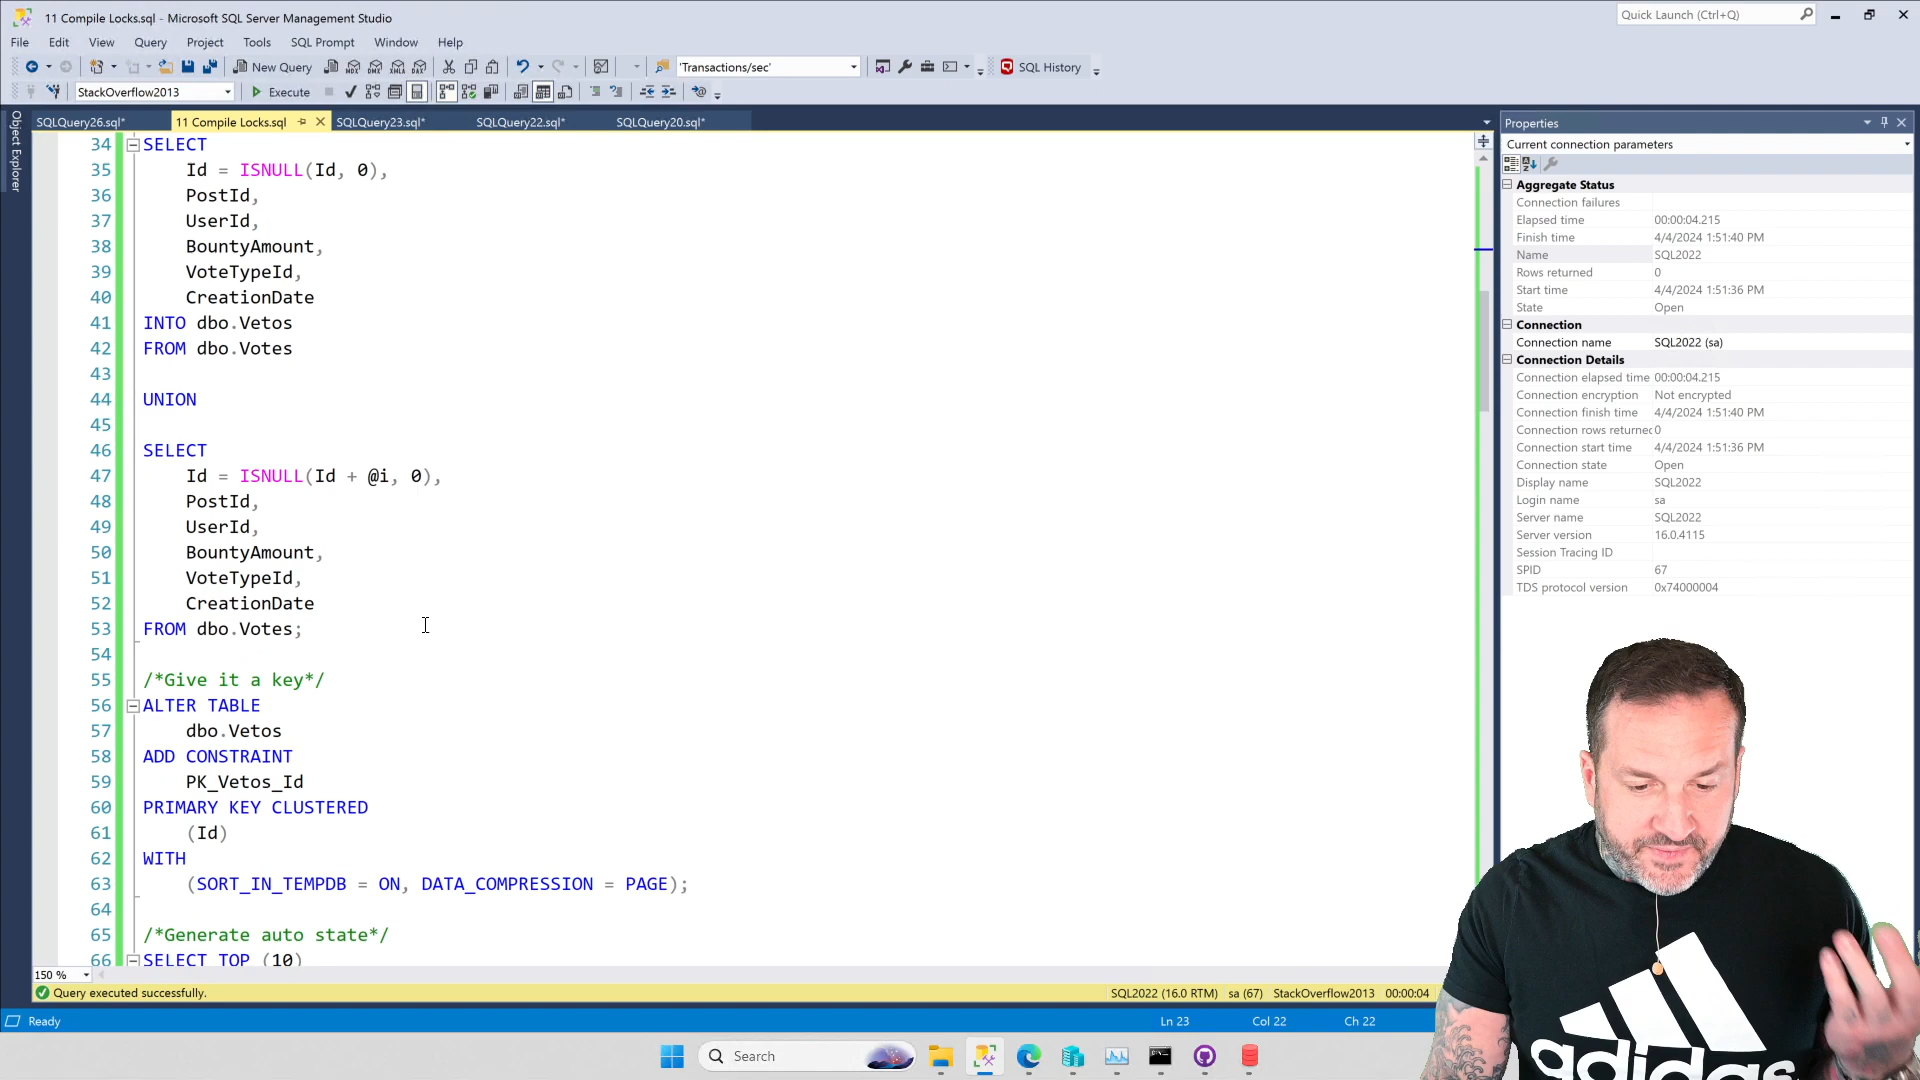 11 Compile Locks.sql - Microsoft SQL Server Management Studio
Quick Launch (Ctrl+Q)
File Edit View Query Project Tools SQL Prompt Window Help
New Query
MDX DMX XMLA DAX
'Transactions/sec'
SQL History
StackOverflow2013
Execute
SQLQuery26.sql*
11 Compile Locks.sql
SQLQuery23.sql*
SQLQuery22.sql*
SQLQuery20.sql*
Object Explorer
34 SELECT
35 Id = ISNULL(Id, 0),
36 PostId,
37 UserId,
38 BountyAmount,
39 VoteTypeId,
40 CreationDate
41 INTO dbo.Vetos
42 FROM dbo.Votes
43
44 UNION
45
46 SELECT
47 Id = ISNULL(Id + @i, 0),
48 PostId,
49 UserId,
50 BountyAmount,
51 VoteTypeId,
52 CreationDate
53 FROM dbo.Votes;
54
55 /*Give it a key*/
56 ALTER TABLE
57 dbo.Vetos
58 ADD CONSTRAINT
59 PK_Vetos_Id
60 PRIMARY KEY CLUSTERED
61 (Id)
62 WITH
63 (SORT_IN_TEMPDB = ON, DATA_COMPRESSION = PAGE);
64
65 /*Generate auto state*/
66 SELECT TOP (10)
150 %
Query executed successfully.
SQL2022 (16.0 RTM) sa (67) StackOverflow2013 00:00:04
Ready
Ln 23 Col 22 Ch 22
Properties
Current connection parameters
Aggregate Status
Connection failures
Elapsed time 00:00:04.215
Finish time 4/4/2024 1:51:40 PM
Name SQL2022
Rows returned 0
Start time 4/4/2024 1:51:36 PM
State Open
Connection
Connection name SQL2022 (sa)
Connection Details
Connection elapsed time 00:00:04.215
Connection encryption Not encrypted
Connection finish time 4/4/2024 1:51:40 PM
Connection rows returned 0
Connection start time 4/4/2024 1:51:36 PM
Connection state Open
Display name SQL2022
Login name sa
Server name SQL2022
Server version 16.0.4115
Session Tracing ID
SPID 67
TDS protocol version 0x74000004
Search
adidas